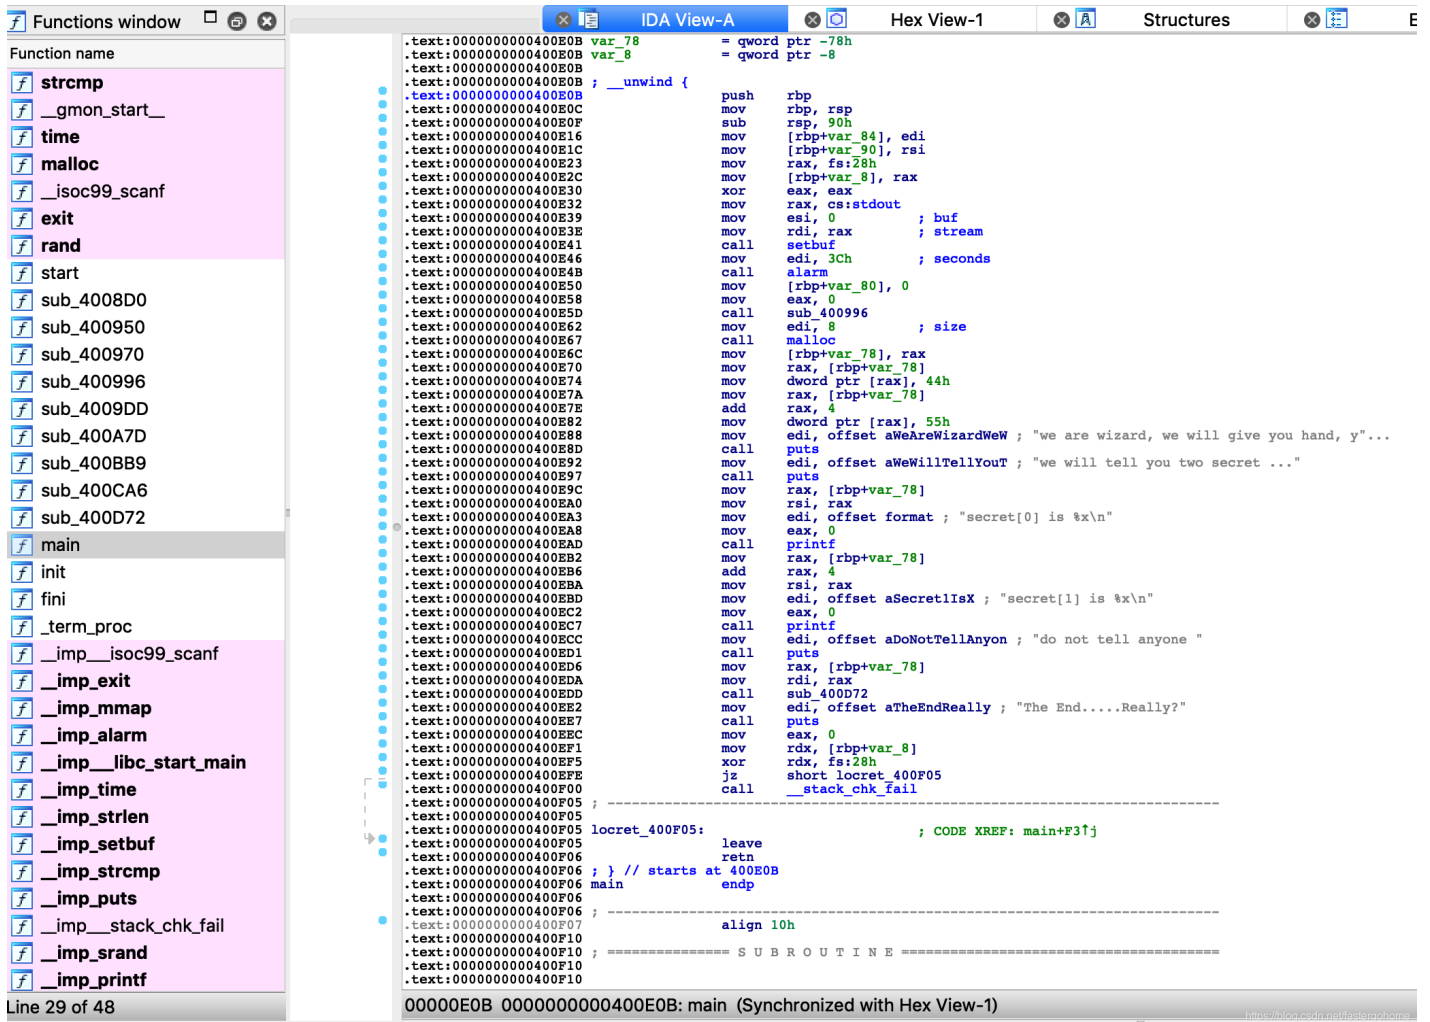 Functions window
IDA View-A
Hex View-1
Structures
E
Function name
strcmp
__gmon_start__
time
malloc
__isoc99_scanf
exit
rand
start
sub_4008D0
sub_400950
sub_400970
sub_400996
sub_4009DD
sub_400A7D
sub_400BB9
sub_400CA6
sub_400D72
main
init
fini
_term_proc
__imp___isoc99_scanf
__imp_exit
__imp_mmap
__imp_alarm
__imp___libc_start_main
__imp_time
__imp_strlen
__imp_setbuf
__imp_strcmp
__imp_puts
__imp___stack_chk_fail
__imp_srand
__imp_printf
Line 29 of 48
.text:0000000000400E0B var_78 = qword ptr -78h
.text:0000000000400E0B var_8 = qword ptr -8
.text:0000000000400E0B
.text:0000000000400E0B ; __unwind {
.text:0000000000400E0B push rbp
.text:0000000000400E0C mov rbp, rsp
.text:0000000000400E0F sub rsp, 90h
.text:0000000000400E16 mov [rbp+var_84], edi
.text:0000000000400E1C mov [rbp+var_90], rsi
.text:0000000000400E23 mov rax, fs:28h
.text:0000000000400E2C mov [rbp+var_8], rax
.text:0000000000400E30 xor eax, eax
.text:0000000000400E32 mov rax, cs:stdout
.text:0000000000400E39 mov esi, 0 ; buf
.text:0000000000400E3E mov rdi, rax ; stream
.text:0000000000400E41 call setbuf
.text:0000000000400E46 mov edi, 3Ch ; seconds
.text:0000000000400E4B call alarm
.text:0000000000400E50 mov [rbp+var_80], 0
.text:0000000000400E58 mov eax, 0
.text:0000000000400E5D call sub_400996
.text:0000000000400E62 mov edi, 8 ; size
.text:0000000000400E67 call malloc
.text:0000000000400E6C mov [rbp+var_78], rax
.text:0000000000400E70 mov rax, [rbp+var_78]
.text:0000000000400E74 mov dword ptr [rax], 44h
.text:0000000000400E7A mov rax, [rbp+var_78]
.text:0000000000400E7E add rax, 4
.text:0000000000400E82 mov dword ptr [rax], 55h
.text:0000000000400E88 mov edi, offset aWeAreWizardWeW ; "we are wizard, we will give you hand, y"...
.text:0000000000400E8D call puts
.text:0000000000400E92 mov edi, offset aWeWillTellYouT ; "we will tell you two secret ..."
.text:0000000000400E97 call puts
.text:0000000000400E9C mov rax, [rbp+var_78]
.text:0000000000400EA0 mov rsi, rax
.text:0000000000400EA3 mov edi, offset format ; "secret[0] is %x\n"
.text:0000000000400EA8 mov eax, 0
.text:0000000000400EAD call printf
.text:0000000000400EB2 mov rax, [rbp+var_78]
.text:0000000000400EB6 add rax, 4
.text:0000000000400EBA mov rsi, rax
.text:0000000000400EBD mov edi, offset aSecret1IsX ; "secret[1] is %x\n"
.text:0000000000400EC2 mov eax, 0
.text:0000000000400EC7 call printf
.text:0000000000400ECC mov edi, offset aDoNotTellAnyon ; "do not tell anyone "
.text:0000000000400ED1 call puts
.text:0000000000400ED6 mov rax, [rbp+var_78]
.text:0000000000400EDA mov rdi, rax
.text:0000000000400EDD call sub_400D72
.text:0000000000400EE2 mov edi, offset aTheEndReally ; "The End.....Really?"
.text:0000000000400EE7 call puts
.text:0000000000400EEC mov eax, 0
.text:0000000000400EF1 mov rdx, [rbp+var_8]
.text:0000000000400EF5 xor rdx, fs:28h
.text:0000000000400EFE jz short locret_400F05
.text:0000000000400F00 call __stack_chk_fail
.text:0000000000400F05 ; ---------------------------------------------------------------------------
.text:0000000000400F05
.text:0000000000400F05 locret_400F05: ; CODE XREF: main+F3↑j
.text:0000000000400F05 leave
.text:0000000000400F06 retn
.text:0000000000400F06 ; } // starts at 400E0B
.text:0000000000400F06 main endp
.text:0000000000400F06
.text:0000000000400F06 ; ---------------------------------------------------------------------------
.text:0000000000400F07 align 10h
.text:0000000000400F10
.text:0000000000400F10 ; =============== S U B R O U T I N E =======================================
.text:0000000000400F10
.text:0000000000400F10
00000E0B 0000000000400E0B: main (Synchronized with Hex View-1)
https://blog.csdn.net/fastergohome